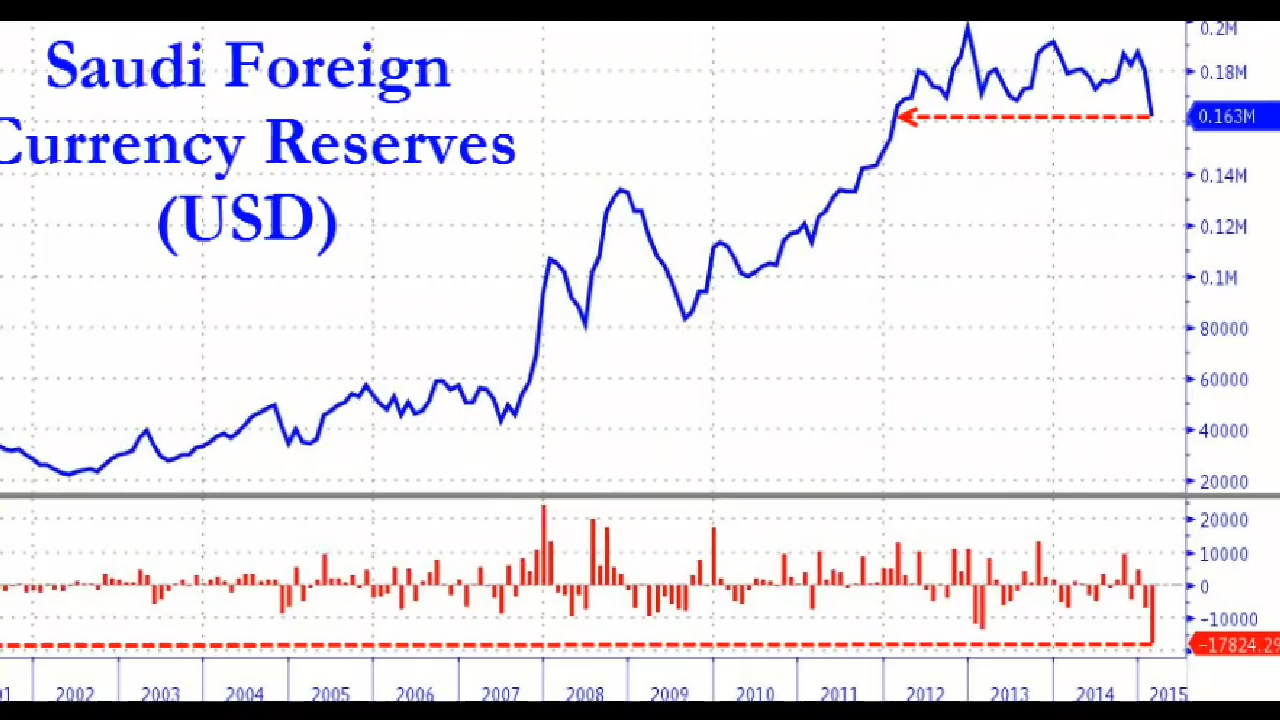 Saudi Foreign
Currency Reserves
(USD)
0.2M
0.18M
0.163M
0.14M
0.12M
0.1M
80000
60000
40000
20000
20000
10000
0
-10000
-17824.29
01 2002 2003 2004 2005 2006 2007 2008 2009 2010 2011 2012 2013 2014 2015